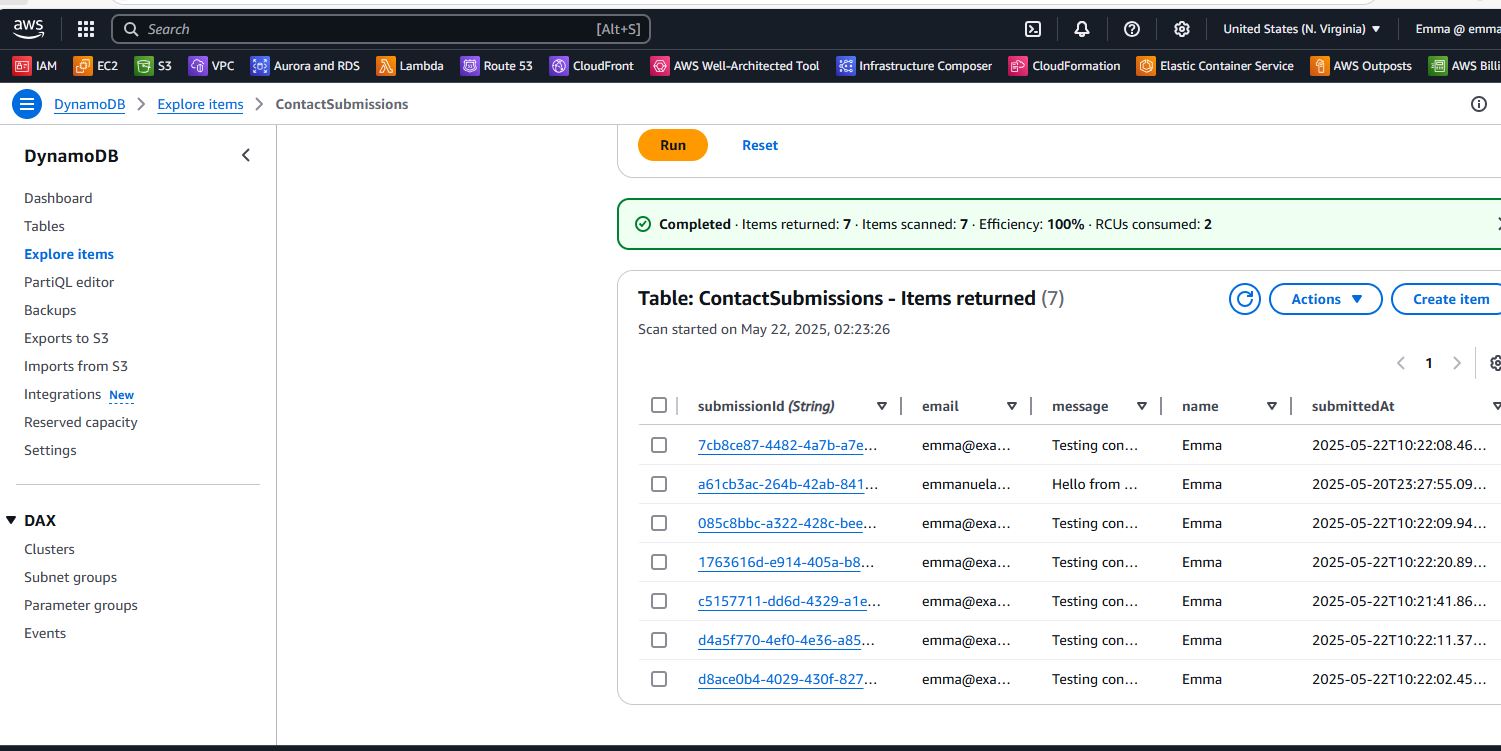 aws
Search [Alt+S] United States (N. Virginia) Emma @ emma
IAM EC2 S3 VPC Aurora and RDS Lambda Route 53 CloudFront AWS Well-Architected Tool Infrastructure Composer CloudFormation Elastic Container Service AWS Outposts AWS Billi
DynamoDB Explore items ContactSubmissions
DynamoDB
Dashboard
Tables
Explore items
PartiQL editor
Backups
Exports to S3
Imports from S3
Integrations New
Reserved capacity
Settings
DAX
Clusters
Subnet groups
Parameter groups
Events
Run Reset
Completed · Items returned: 7 · Items scanned: 7 · Efficiency: 100% · RCUs consumed: 2
Table: ContactSubmissions - Items returned (7)
Actions Create item
Scan started on May 22, 2025, 02:23:26
1
submissionId (String) email message name submittedAt
7cb8ce87-4482-4a7b-a7e... emma@exa... Testing con... Emma 2025-05-22T10:22:08.46...
a61cb3ac-264b-42ab-841... emmanuela... Hello from ... Emma 2025-05-20T23:27:55.09...
085c8bbc-a322-428c-bee... emma@exa... Testing con... Emma 2025-05-22T10:22:09.94...
1763616d-e914-405a-b8... emma@exa... Testing con... Emma 2025-05-22T10:22:20.89...
c5157711-dd6d-4329-a1e... emma@exa... Testing con... Emma 2025-05-22T10:21:41.86...
d4a5f770-4ef0-4e36-a85... emma@exa... Testing con... Emma 2025-05-22T10:22:11.37...
d8ace0b4-4029-430f-827... emma@exa... Testing con... Emma 2025-05-22T10:22:02.45...